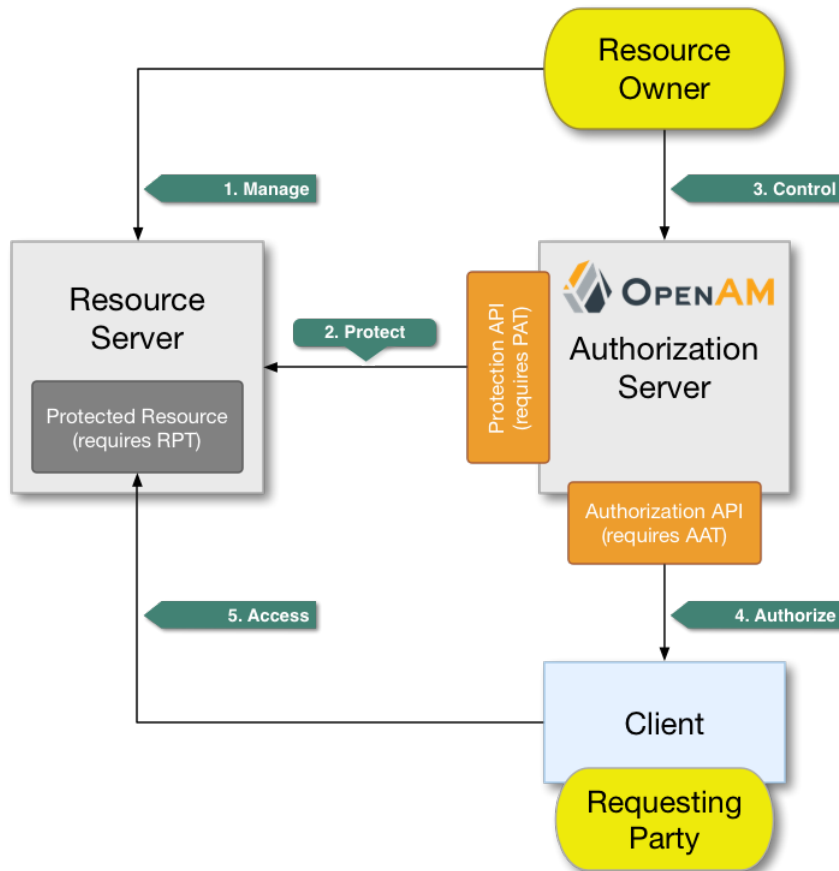 Resource
Owner
1. Manage
3. Control
Resource
Server
Protected Resource
(requires RPT)
2. Protect
Protection API
(requires PAT)
OPENAM
Authorization
Server
Authorization API
(requires AAT)
5. Access
4. Authorize
Client
Requesting
Party